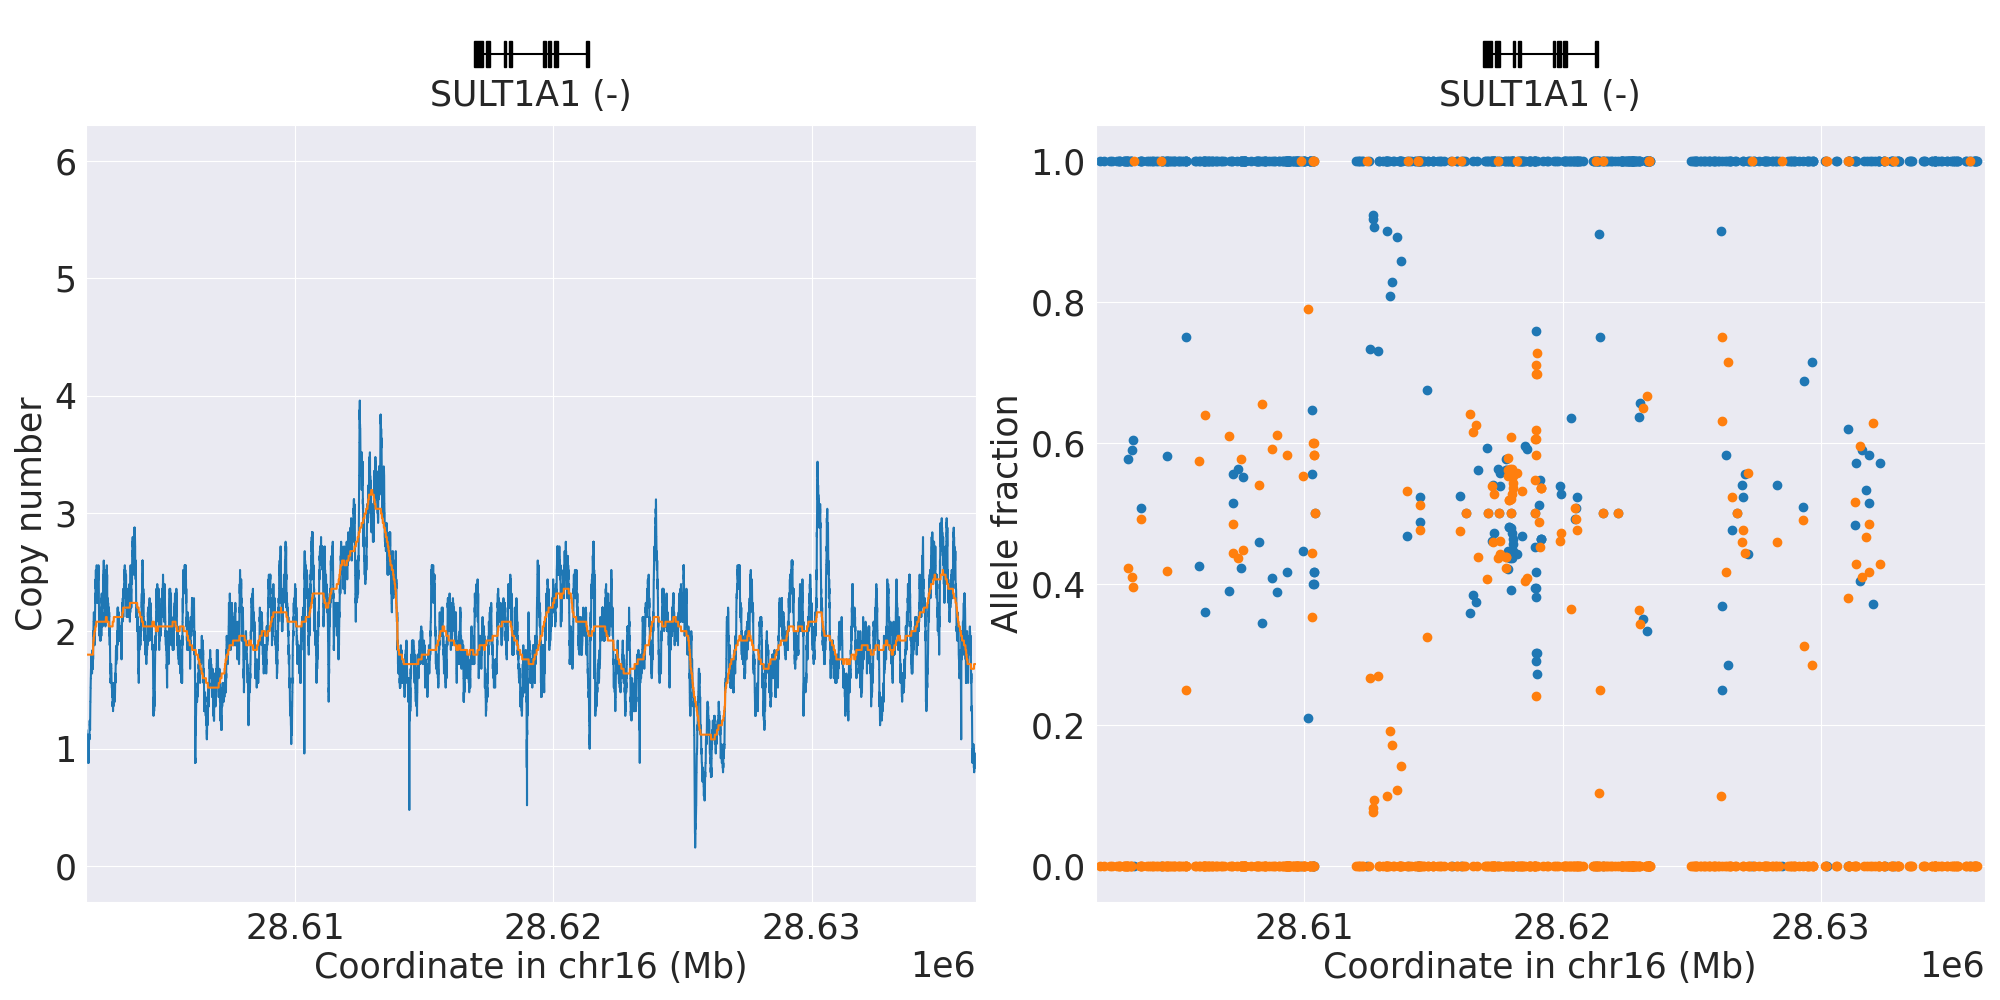 SULT1A1 (-)
6
5
4
3
2
1
0
Copy number
28.61
28.62
28.63
Coordinate in chr16 (Mb)
1e6
SULT1A1 (-)
1.0
0.8
0.6
0.4
0.2
0.0
Allele fraction
28.61
28.62
28.63
Coordinate in chr16 (Mb)
1e6